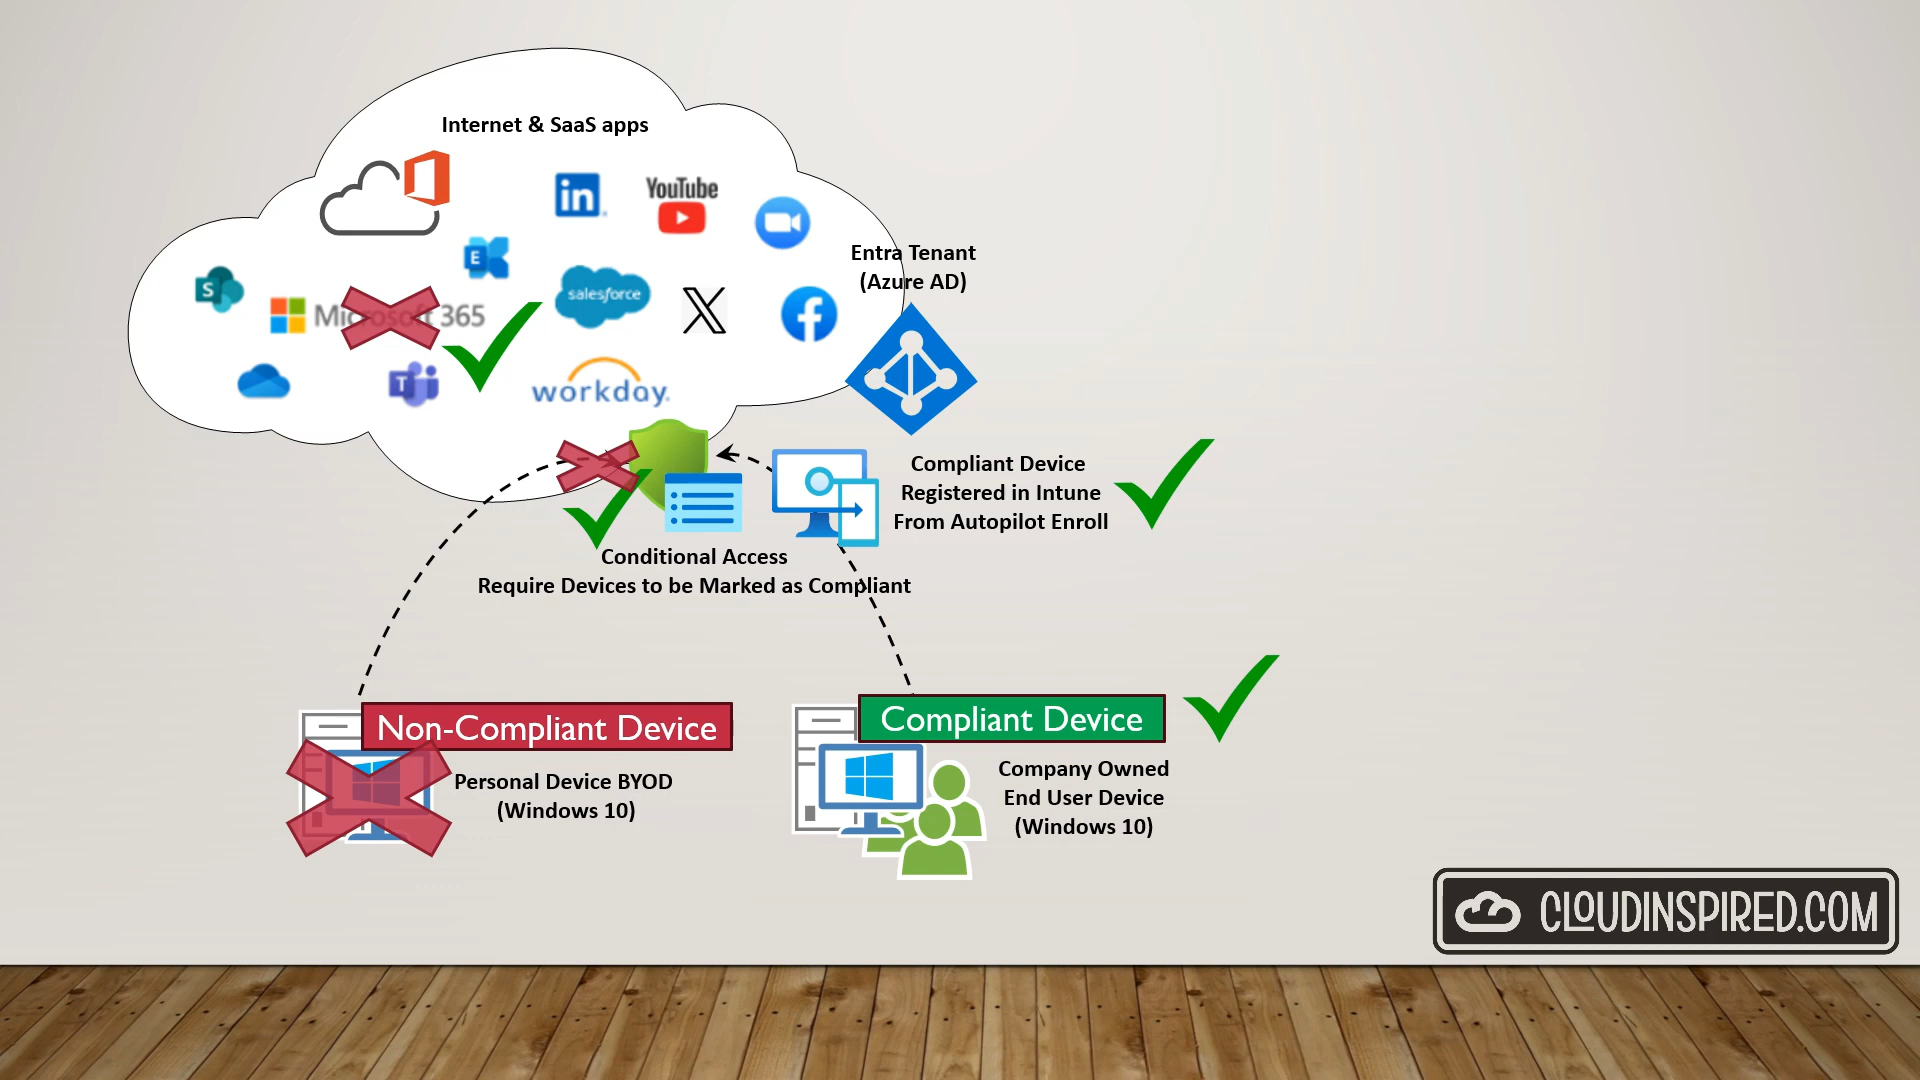 Internet & SaaS apps
in
YouTube
Entra Tenant
(Azure AD)
E
S
salesforce
X
f
Microsoft 365
T
workday.
Compliant Device
Registered in Intune
From Autopilot Enroll
Conditional Access
Require Devices to be Marked as Compliant
Non-Compliant Device
Personal Device BYOD
(Windows 10)
Compliant Device
Company Owned
End User Device
(Windows 10)
CLOUDINSPIRED.COM